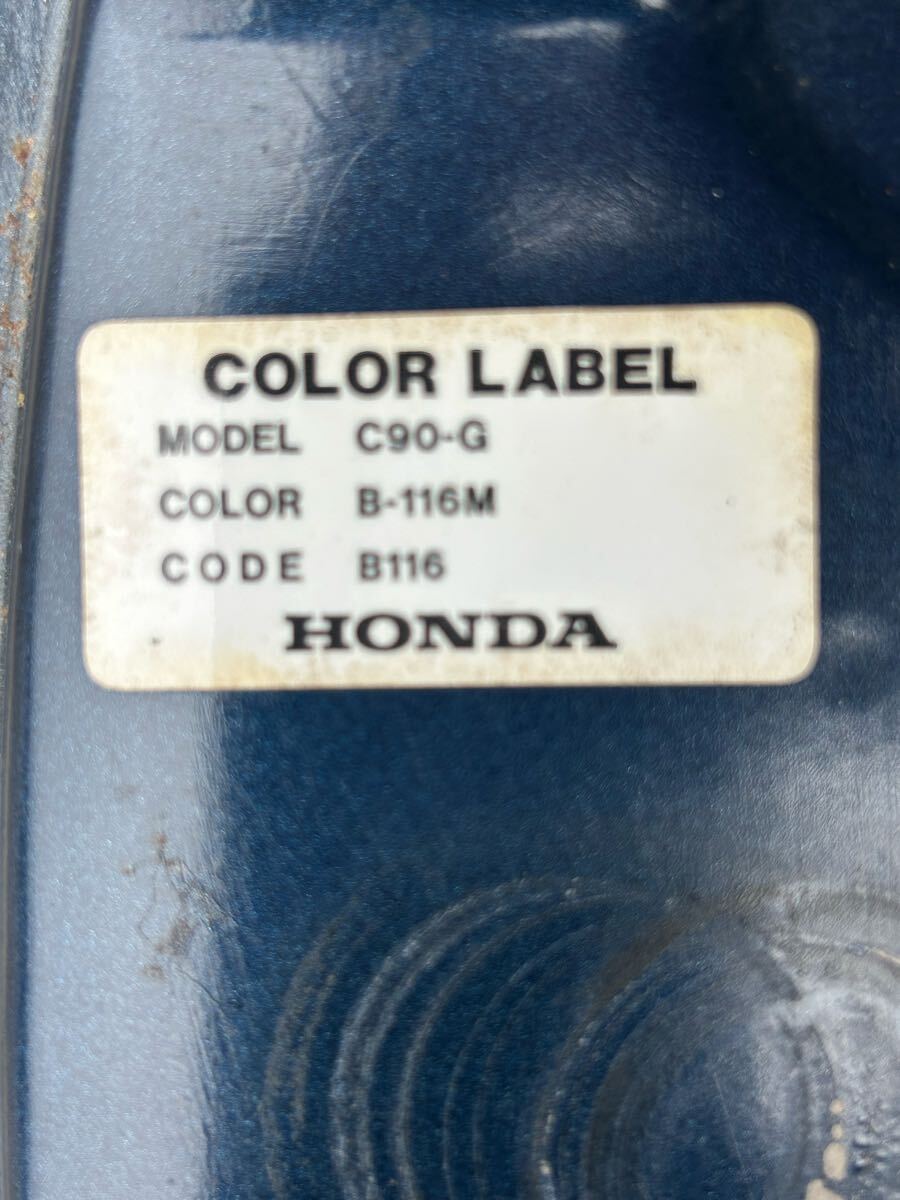 COLOR LABEL
MODEL C90-G
COLOR B-116M
CODE B116
HONDA